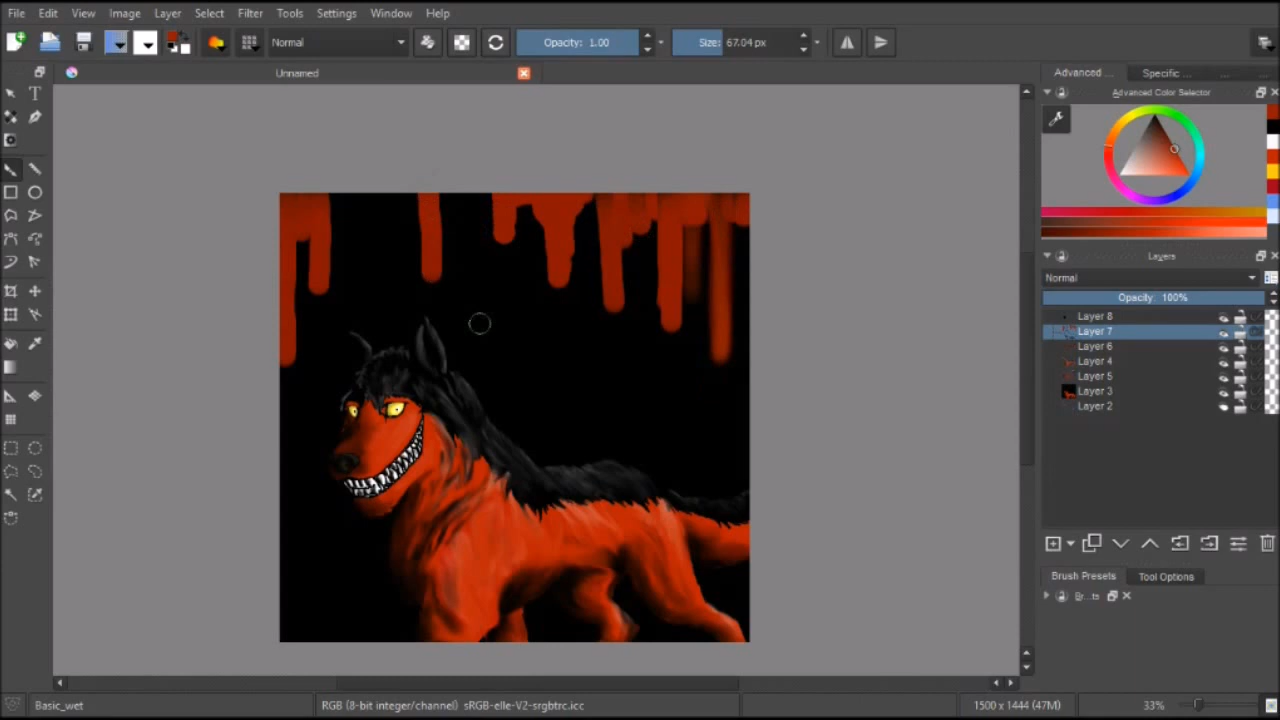 File Edit View Image Layer Select Filter Tools Settings Window Help
Normal Opacity: 1.00 Size: 67.04 px
Unnamed
Advanced ... Specific ... ... ...
Advanced Color Selector
Layers
Normal
Opacity: 100%
Layer 8
Layer 7
Layer 6
Layer 4
Layer 5
Layer 3
Layer 2
Brush Presets Tool Options
Br...ts
Basic_wet RGB (8-bit integer/channel) sRGB-elle-V2-srgbtrc.icc 1500 x 1444 (47M) 33%